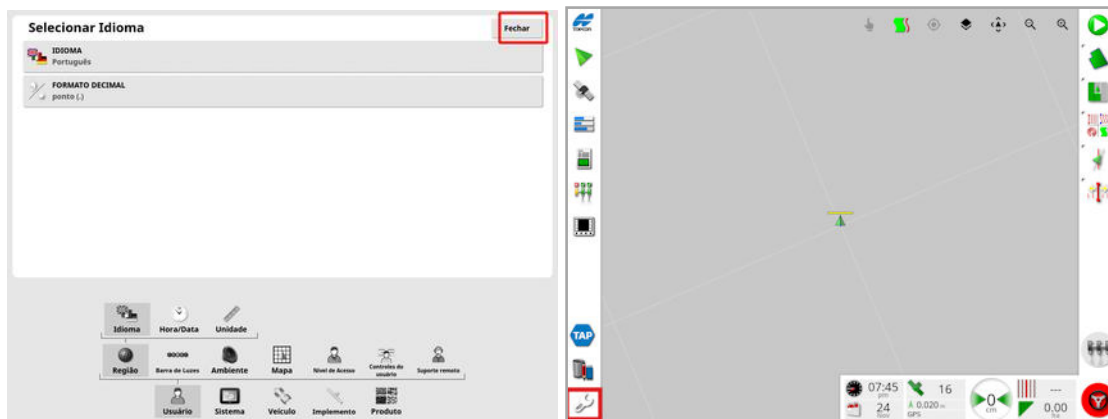 Selecionar Idioma
Fechar
IDIOMA
Português
FORMATO DECIMAL
ponto (.)
Idioma Hora/Data Unidade
Região Barra de Luzes Ambiente Mapa Nível de Acesso Controles do usuário Suporte remoto
Usuário Sistema Veículo Implemento Produto
TOPCON
TAP
07:45 16
pm
24 0.020 m
GPS
0
cm
---
0.00
ha